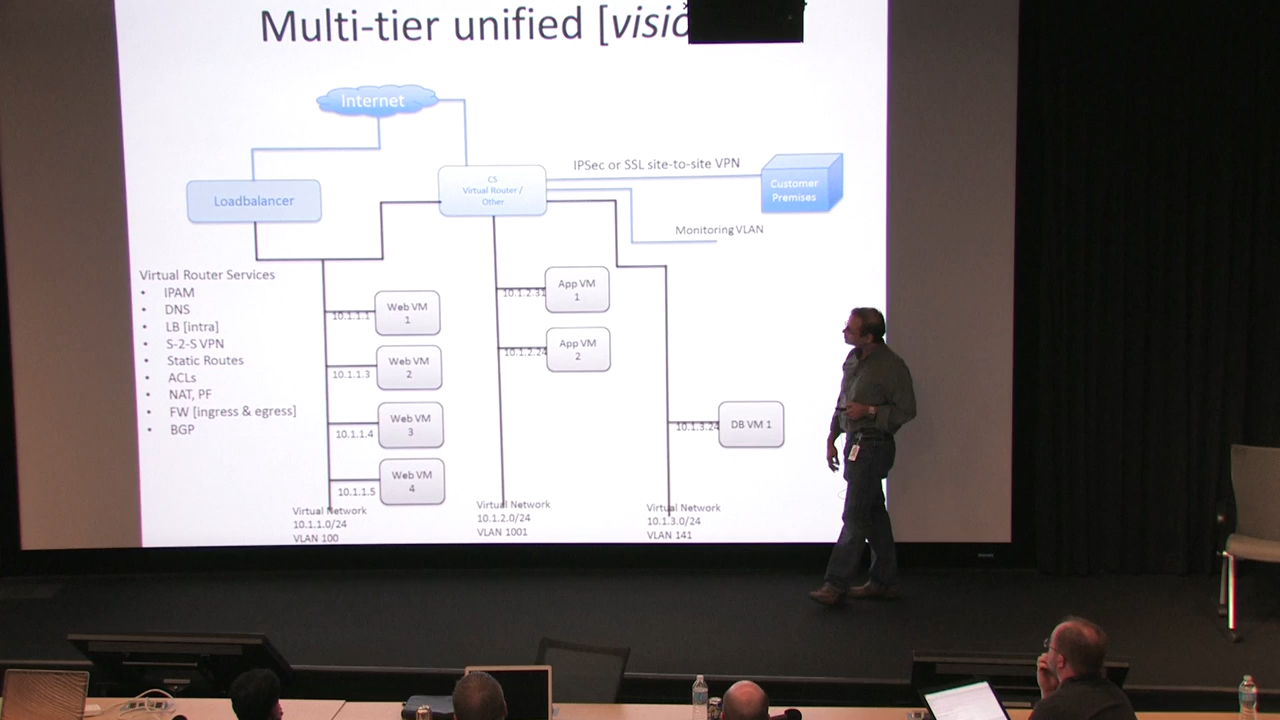 Multi-tier unified [visio
Internet
IPSec or SSL site-to-site VPN
CS
Virtual Router /
Other
Customer
Premises
Loadbalancer
Monitoring VLAN
Virtual Router Services
• IPAM
• DNS
• LB [intra]
• S-2-S VPN
• Static Routes
• ACLs
• NAT, PF
• FW [ingress & egress]
• BGP
10.1.1.1
Web VM
1
10.1.1.3
Web VM
2
10.1.1.4
Web VM
3
10.1.1.5
Web VM
4
Virtual Network
10.1.1.0/24
VLAN 100
10.1.2.31
App VM
1
10.1.2.24
App VM
2
Virtual Network
10.1.2.0/24
VLAN 1001
10.1.3.24
DB VM 1
Virtual Network
10.1.3.0/24
VLAN 141